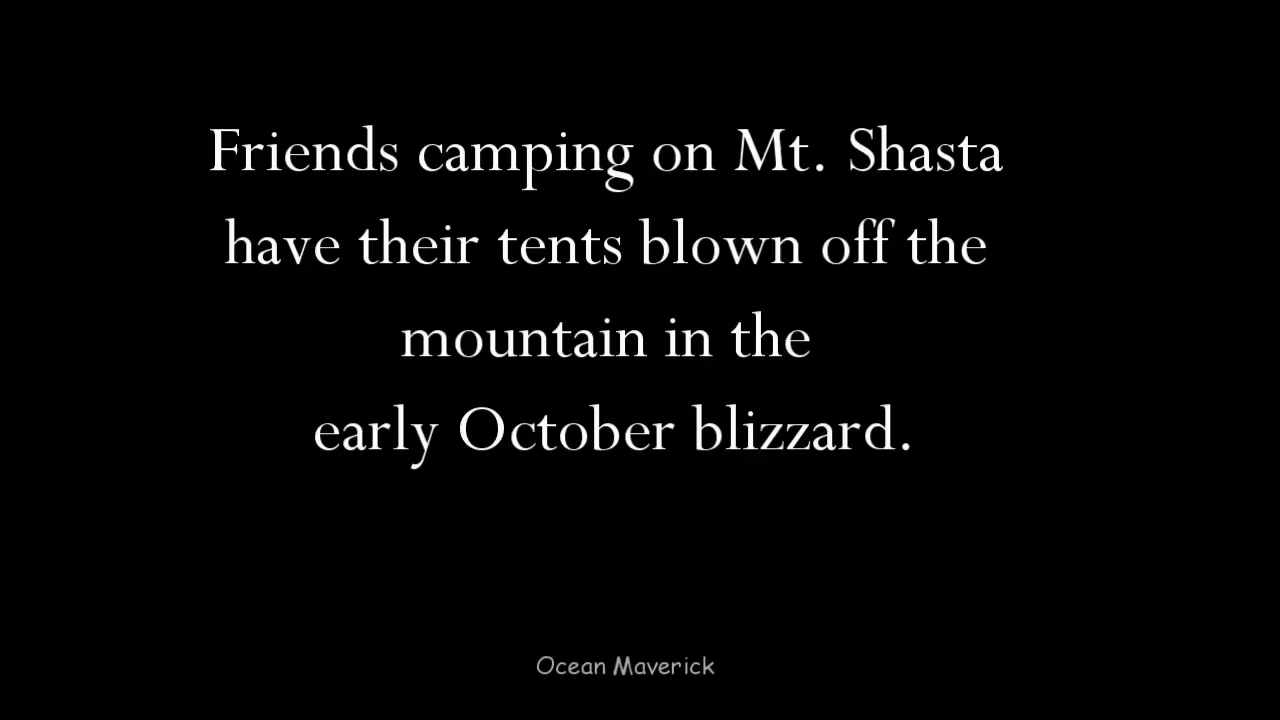 Friends camping on Mt. Shasta
have their tents blown off the
mountain in the
early October blizzard.
Ocean Maverick